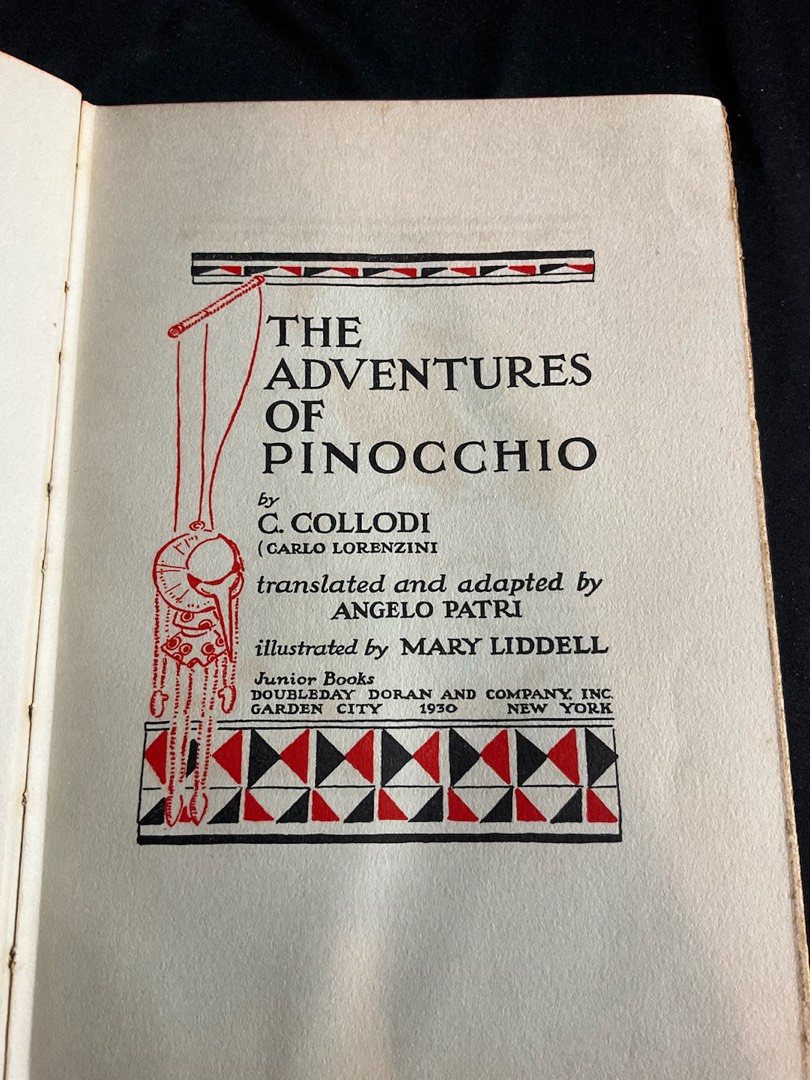 THE
ADVENTURES
OF
PINOCCHIO
by
C. COLLODI
(CARLO LORENZINI
translated and adapted by
ANGELO PATRI
illustrated by MARY LIDDELL
Junior Books
DOUBLEDAY DORAN AND COMPANY, INC.
GARDEN CITY 1930 NEW YORK